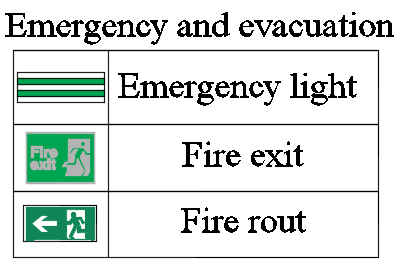 Emergency and evacuation
Emergency light
Fire
exit
Fire exit
Fire rout